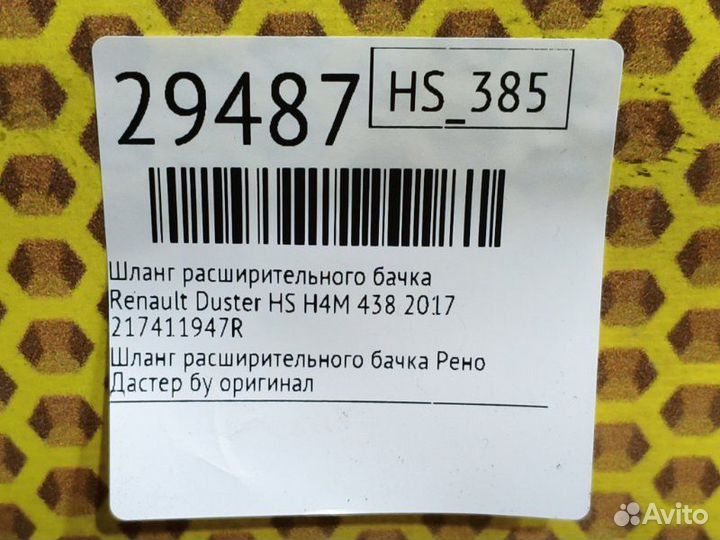 29487
HS_385
Шланг расширительного бачка
Renault Duster HS H4M 438 2017
217411947R
Шланг расширительного бачка Рено
Дастер бу оригинал
Avito